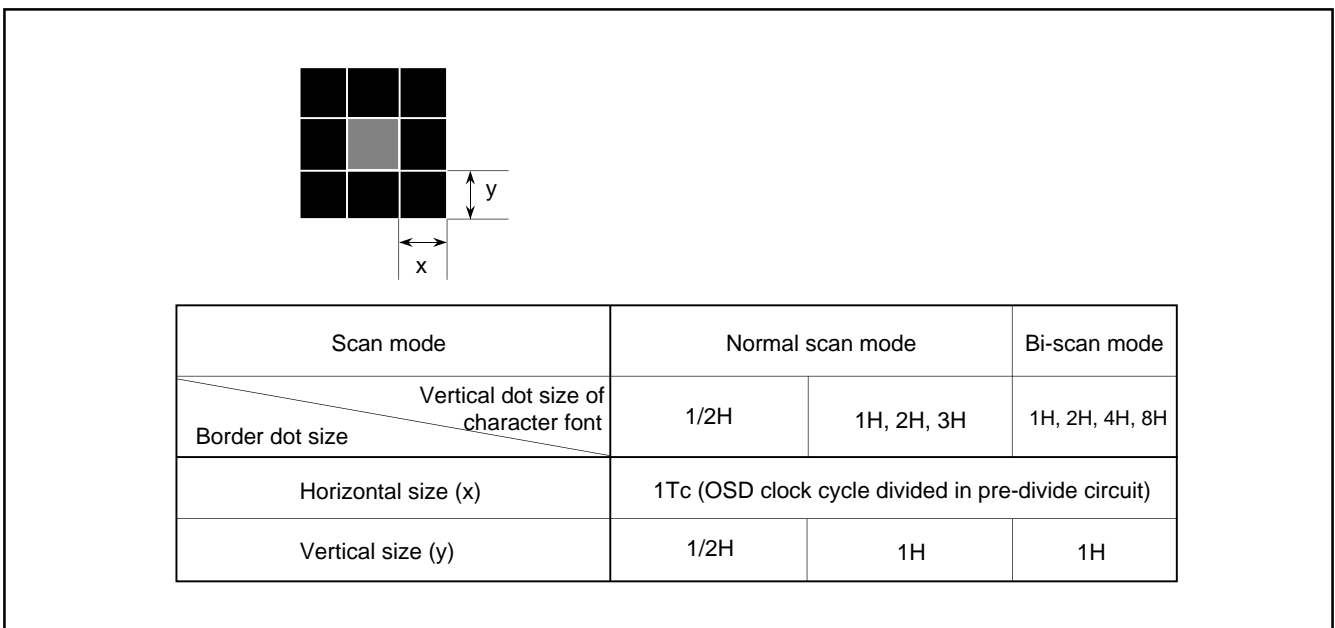 y
x
Scan mode Normal scan mode Bi-scan mode
Vertical dot size of
character font
Border dot size 1/2H 1H, 2H, 3H 1H, 2H, 4H, 8H
Horizontal size (x) 1Tc (OSD clock cycle divided in pre-divide circuit)
Vertical size (y) 1/2H 1H 1H